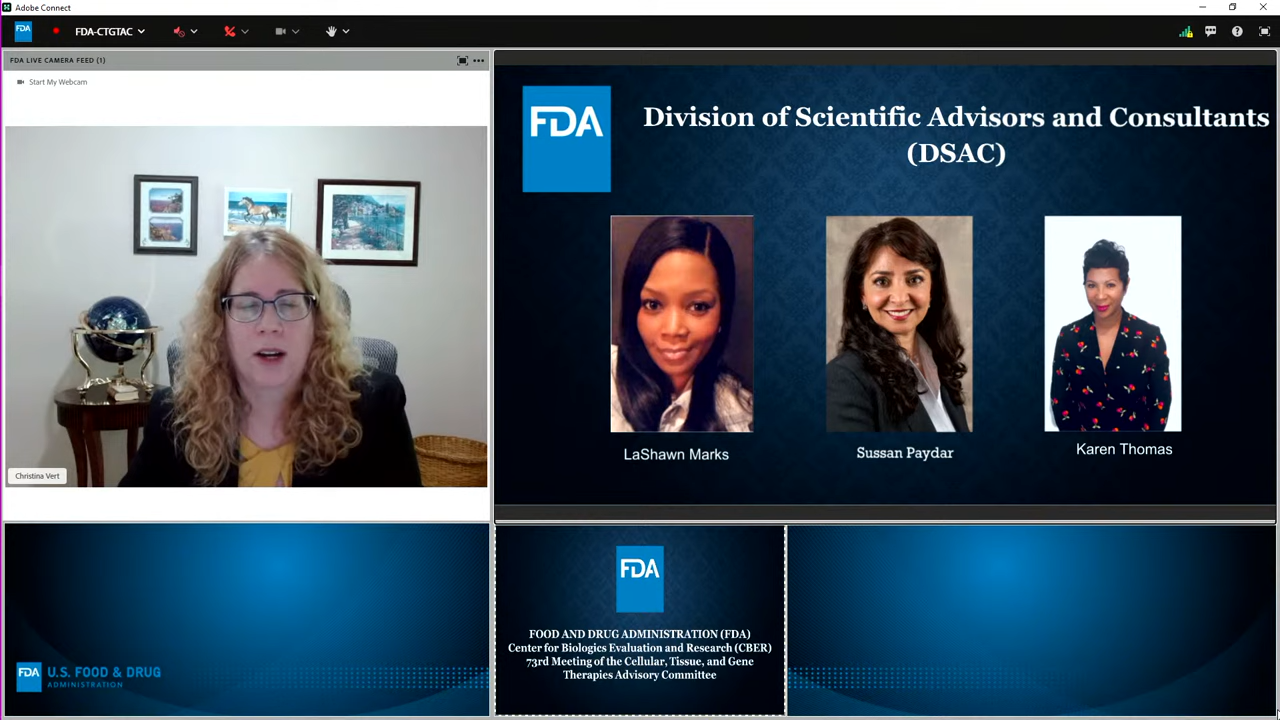 Adobe Connect
FDA
FDA-CTGTAC
FDA LIVE CAMERA FEED (1)
Start My Webcam
Christina Vert
FDA
Division of Scientific Advisors and Consultants
(DSAC)
LaShawn Marks
Sussan Paydar
Karen Thomas
FDA
U.S. FOOD & DRUG
ADMINISTRATION
FDA
FOOD AND DRUG ADMINISTRATION (FDA)
Center for Biologics Evaluation and Research (CBER)
73rd Meeting of the Cellular, Tissue, and Gene
Therapies Advisory Committee